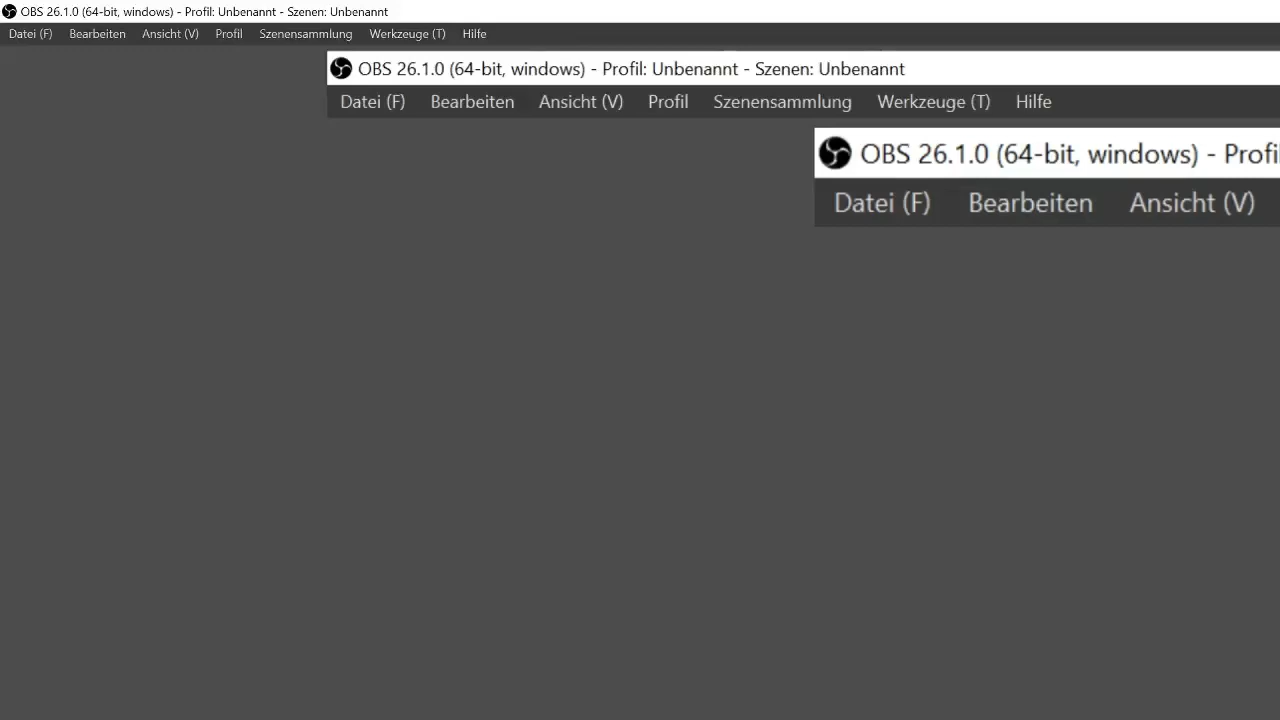 OBS 26.1.0 (64-bit, windows) - Profil: Unbenannt - Szenen: Unbenannt
Datei (F) Bearbeiten Ansicht (V) Profil Szenensammlung Werkzeuge (T) Hilfe
OBS 26.1.0 (64-bit, windows) - Profil: Unbenannt - Szenen: Unbenannt
Datei (F) Bearbeiten Ansicht (V) Profil Szenensammlung Werkzeuge (T) Hilfe
OBS 26.1.0 (64-bit, windows) - Profi
Datei (F) Bearbeiten Ansicht (V)